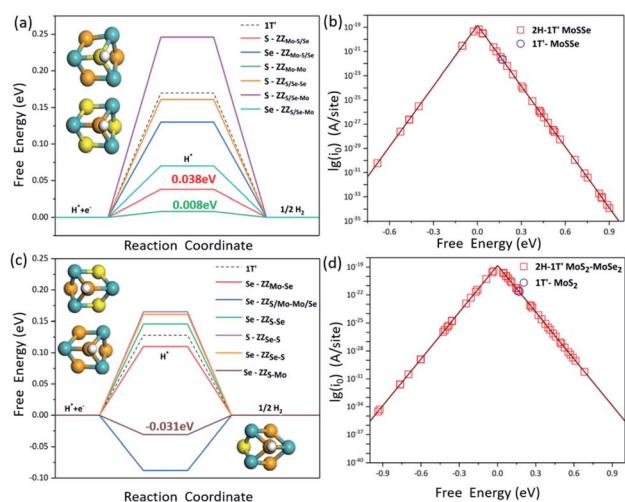 (a)
Free Energy (eV)
0.25
0.20
0.15
0.10
0.05
0.00
1T'
S - ZZMo-S/Se
Se - ZZMo-S/Se
S - ZZMo-Mo
S - ZZS/Se-Se
S - ZZS/Se-Mo
Se - ZZS/Se-Mo
H*
0.038eV
0.008eV
H*+e-
1/2 H2
Reaction Coordinate
(b)
lg(i0) (A/site)
10-19
10-21
10-23
10-25
10-27
10-29
10-31
10-33
10-35
2H-1T' MoSSe
1T'- MoSSe
-0.6 -0.3 0.0 0.3 0.6 0.9
Free Energy (eV)
(c)
Free Energy (eV)
0.25
0.20
0.15
0.10
0.05
0.00
-0.05
-0.10
1T'
Se - ZZMo-Se
Se - ZZS/Mo-Mo/Se
Se - ZZS-Se
S - ZZSe-S
Se - ZZSe-S
Se - ZZS-Mo
H*
H*+e-
1/2 H2
-0.031eV
Reaction Coordinate
(d)
lg(i0) (A/site)
10-19
10-22
10-25
10-28
10-31
10-34
10-37
10-40
2H-1T' MoS2-MoSe2
1T'- MoS2
-0.9 -0.6 -0.3 0.0 0.3 0.6 0.9
Free Energy (eV)